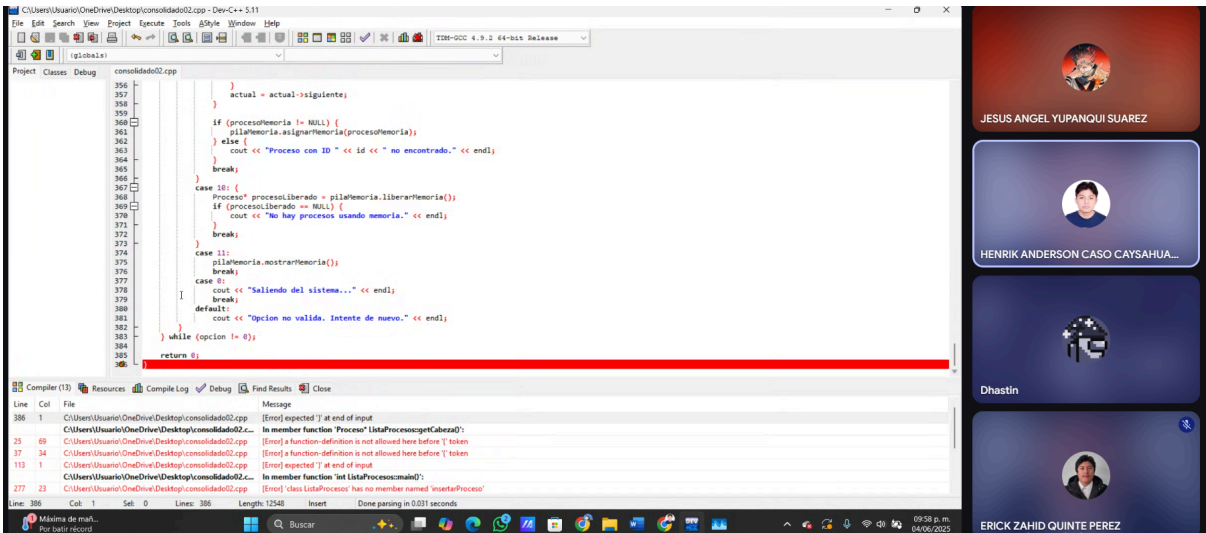 C:\Users\Usuario\OneDrive\Desktop\consolidado02.cpp - Dev-C++ 5.11
File Edit Search View Project Execute Tools AStyle Window Help
TDM-GCC 4.9.2 64-bit Release
(globals)
Project Classes Debug
consolidado02.cpp
356 }
357 actual = actual->siguiente;
358 }
359
360 if (procesoMemoria != NULL) {
361 pilaMemoria.asignarMemoria(procesoMemoria);
362 } else {
363 cout << "Proceso con ID " << id << " no encontrado." << endl;
364 }
365 break;
366 }
367 case 10: {
368 Proceso* procesoLiberado = pilaMemoria.liberarMemoria();
369 if (procesoLiberado == NULL) {
370 cout << "No hay procesos usando memoria." << endl;
371 }
372 break;
373 }
374 case 11:
375 pilaMemoria.mostrarMemoria();
376 break;
377 case 0:
378 cout << "Saliendo del sistema..." << endl;
379 break;
380 default:
381 cout << "Opcion no valida. Intente de nuevo." << endl;
382 }
383 } while (opcion != 0);
384
385 return 0;
386 }
Compiler (13) Resources Compile Log Debug Find Results Close
Line Col File Message
386 1 C:\Users\Usuario\OneDrive\Desktop\consolidado02.cpp [Error] expected '}' at end of input
C:\Users\Usuario\OneDrive\Desktop\consolidado02.c... In member function 'Proceso* ListaProcesos::getCabeza()':
25 69 C:\Users\Usuario\OneDrive\Desktop\consolidado02.cpp [Error] a function-definition is not allowed here before '{' token
37 34 C:\Users\Usuario\OneDrive\Desktop\consolidado02.cpp [Error] a function-definition is not allowed here before '{' token
113 1 C:\Users\Usuario\OneDrive\Desktop\consolidado02.cpp [Error] expected '}' at end of input
C:\Users\Usuario\OneDrive\Desktop\consolidado02.c... In member function 'int ListaProcesos::main()':
277 23 C:\Users\Usuario\OneDrive\Desktop\consolidado02.cpp [Error] 'class ListaProcesos' has no member named 'insertarProceso'
Line: 386 Col: 1 Sel: 0 Lines: 386 Length: 12548 Insert Done parsing in 0.031 seconds
Máxima de mañ...
Por batir récord
Buscar
09:58 p. m.
04/06/2025
JESUS ANGEL YUPANQUI SUAREZ
HENRIK ANDERSON CASO CAYSAHUA...
Dhastin
ERICK ZAHID QUINTE PEREZ